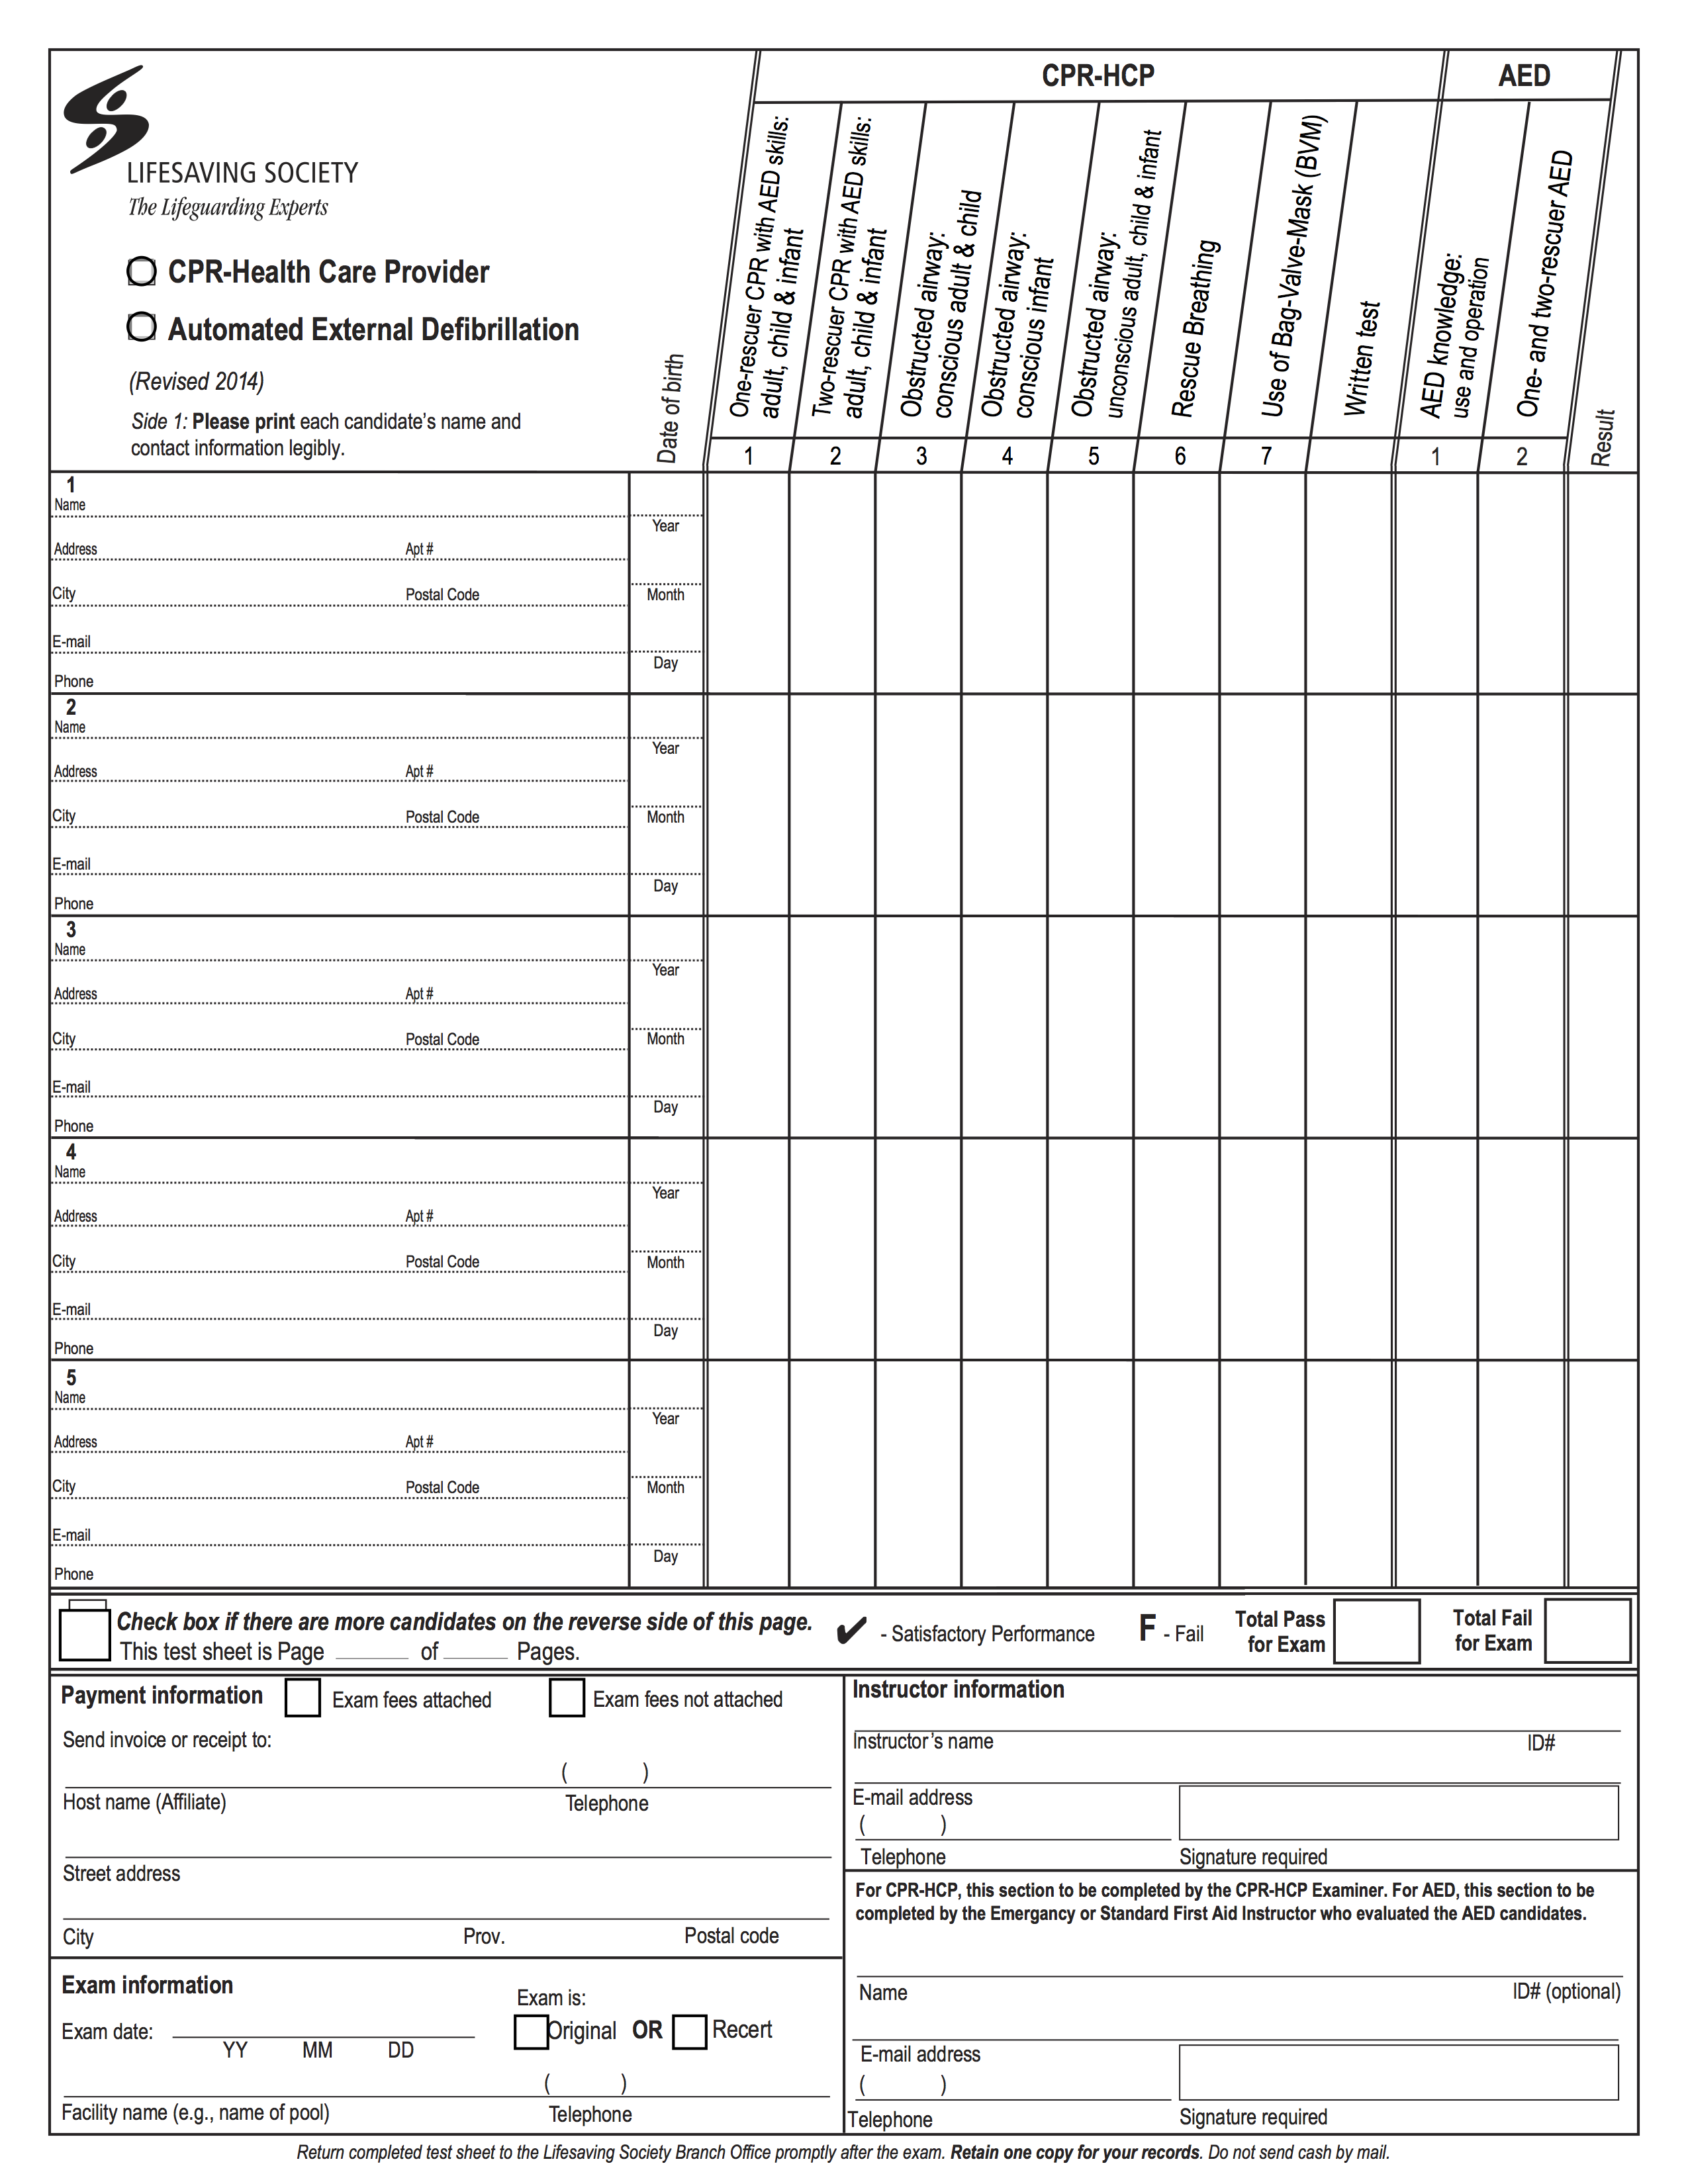 LIFESAVING SOCIETY
The Lifeguarding Experts
CPR-Health Care Provider
Automated External Defibrillation
(Revised 2014)
Side 1: Please print each candidate's name and
contact information legibly.
Date of birth
CPR-HCP
One-rescuer CPR with AED skills:
adult, child & infant
Two-rescuer CPR with AED skills:
adult, child & infant
Obstructed airway:
conscious adult & child
Obstructed airway:
conscious infant
Obstructed airway:
unconscious adult, child & infant
Rescue Breathing
Use of Bag-Valve-Mask (BVM)
Written test
AED
AED knowledge:
use and operation
One- and two-rescuer AED
Result
1 2 3 4 5 6 7 1 2
1
Name
Year
Address Apt #
City Postal Code Month
E-mail
Day
Phone
2
Name
Year
Address Apt #
City Postal Code Month
E-mail
Day
Phone
3
Name
Year
Address Apt #
City Postal Code Month
E-mail
Day
Phone
4
Name
Year
Address Apt #
City Postal Code Month
E-mail
Day
Phone
5
Name
Year
Address Apt #
City Postal Code Month
E-mail
Day
Phone
Check box if there are more candidates on the reverse side of this page.
This test sheet is Page ______ of ______ Pages.
✔ - Satisfactory Performance F - Fail
Total Pass
for Exam
Total Fail
for Exam
Payment information Exam fees attached Exam fees not attached
Send invoice or receipt to:
( )
Host name (Affiliate) Telephone
Street address
City Prov. Postal code
Exam information
Exam is:
Exam date: Original OR Recert
YY MM DD
( )
Facility name (e.g., name of pool) Telephone
Instructor information
Instructor's name ID#
E-mail address
( )
Telephone Signature required
For CPR-HCP, this section to be completed by the CPR-HCP Examiner. For AED, this section to be
completed by the Emergancy or Standard First Aid Instructor who evaluated the AED candidates.
Name ID# (optional)
E-mail address
( )
Telephone Signature required
Return completed test sheet to the Lifesaving Society Branch Office promptly after the exam. Retain one copy for your records. Do not send cash by mail.